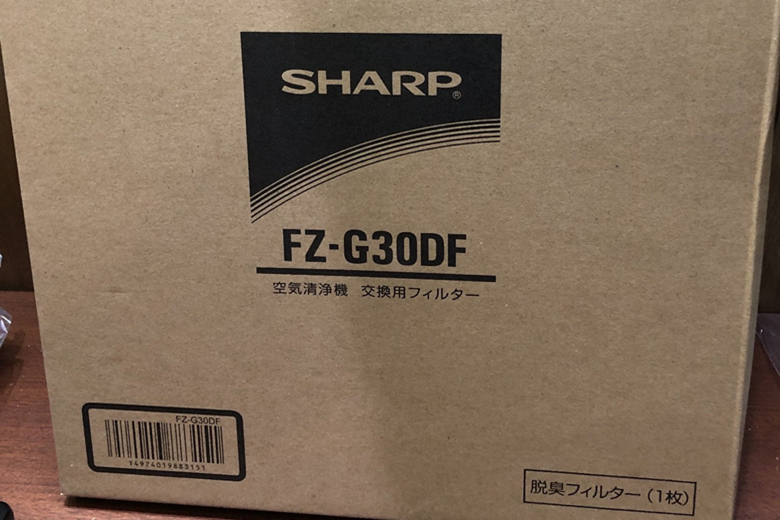 SHARP®
FZ-G30DF
空気清浄機 交換用フィルター
FZ-G30DF
Y4974019883151
脱臭フィルター(1枚)